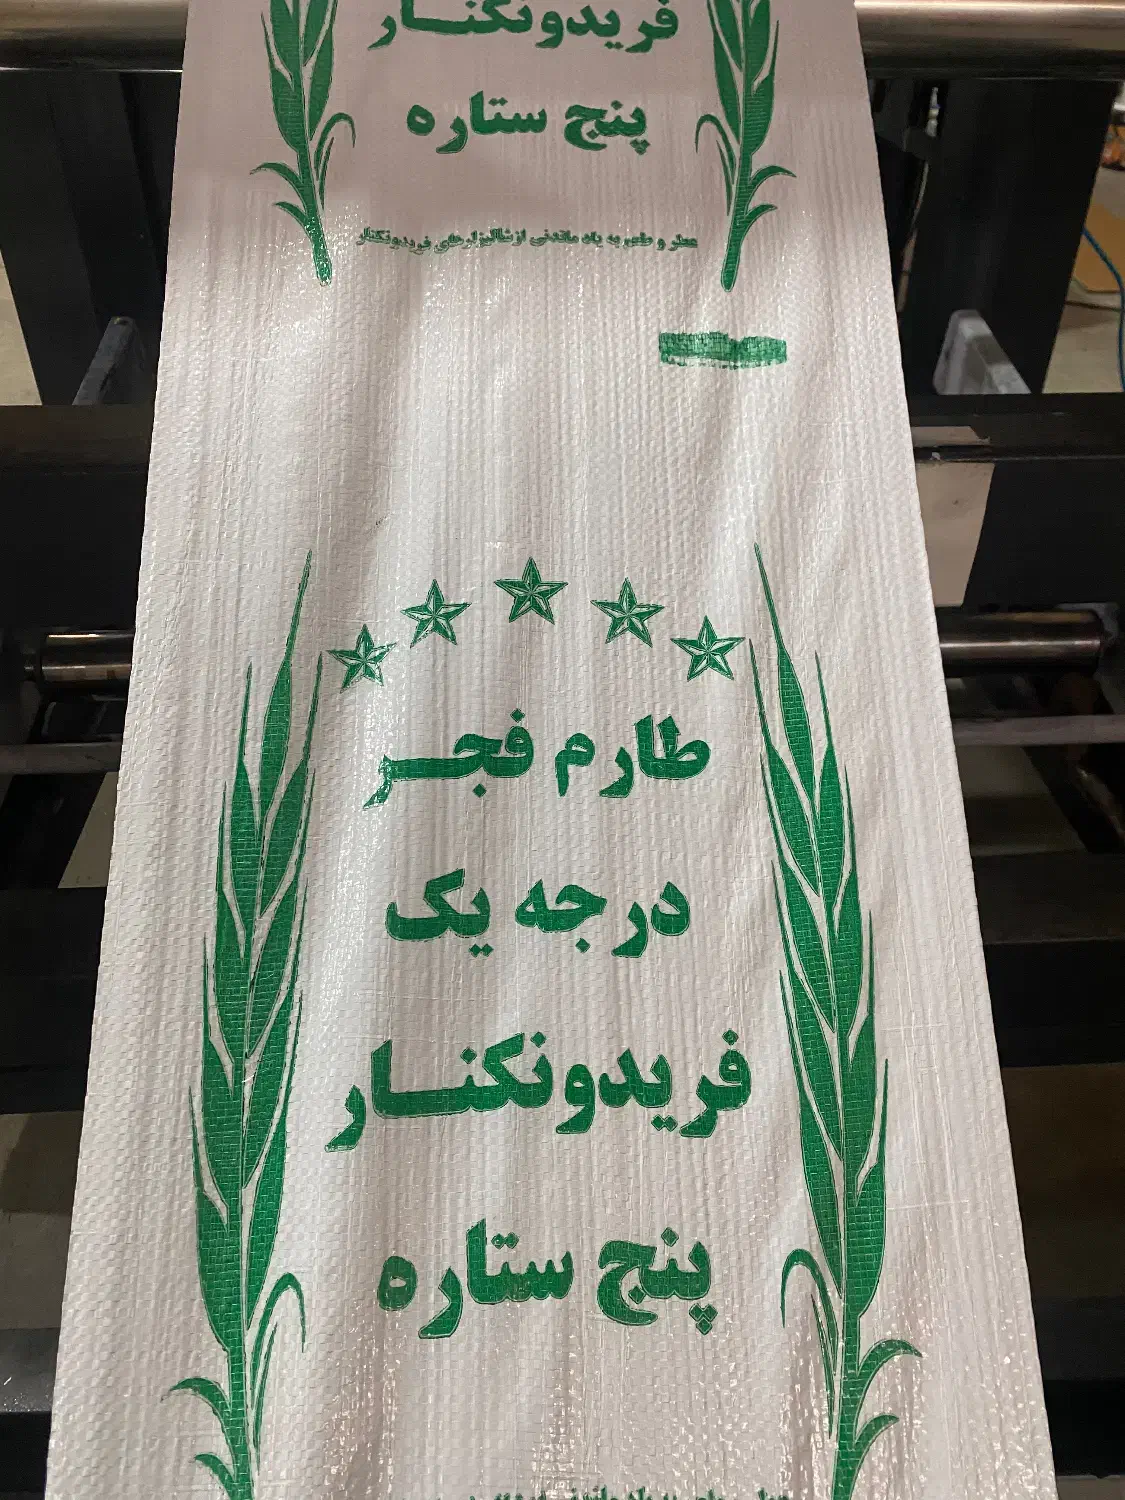 فریدونکنار
پنج ستاره
عطر و طعم به یاد ماندنی از شالیزارهای فریدونکنار
طارم فجر
درجه یک
فریدونکنار
پنج ستاره